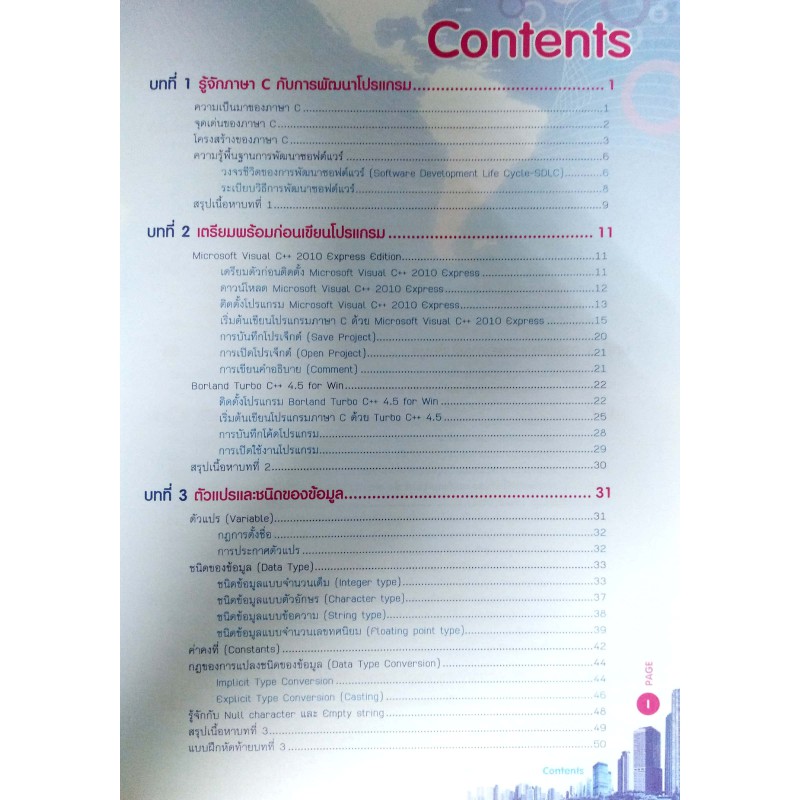 Contents
บทที่ 1 รู้จักภาษา C กับการพัฒนาโปรแกรม 1
ความเป็นมาของภาษา C 1
จุดเด่นของภาษา C 2
โครงสร้างของภาษา C 3
ความรู้พื้นฐานการพัฒนาซอฟต์แวร์ 6
วงจรชีวิตของการพัฒนาซอฟต์แวร์ (Software Development Life Cycle-SDLC) 6
ระเบียบวิธีการพัฒนาซอฟต์แวร์ 8
สรุปเนื้อหาบทที่ 1 9
บทที่ 2 เตรียมพร้อมก่อนเขียนโปรแกรม 11
Microsoft Visual C++ 2010 Express Edition 11
เตรียมตัวก่อนติดตั้ง Microsoft Visual C++ 2010 Express 11
ดาวน์โหลด Microsoft Visual C++ 2010 Express 12
ติดตั้งโปรแกรม Microsoft Visual C++ 2010 Express 13
เริ่มต้นเขียนโปรแกรมภาษา C ด้วย Microsoft Visual C++ 2010 Express 15
การบันทึกโปรเจ็กต์ (Save Project) 20
การเปิดโปรเจ็กต์ (Open Project) 21
การเขียนคำอธิบาย (Comment) 21
Borland Turbo C++ 4.5 for Win 22
ติดตั้งโปรแกรม Borland Turbo C++ 4.5 for Win 22
เริ่มต้นเขียนโปรแกรมภาษา C ด้วย Turbo C++ 4.5 25
การบันทึกโค้ดโปรแกรม 28
การเปิดใช้งานโปรแกรม 29
สรุปเนื้อหาบทที่ 2 30
บทที่ 3 ตัวแปรและชนิดของข้อมูล 31
ตัวแปร (Variable) 31
กฎการตั้งชื่อ 32
การประกาศตัวแปร 32
ชนิดของข้อมูล (Data Type) 33
ชนิดข้อมูลแบบจำนวนเต็ม (Integer type) 33
ชนิดข้อมูลแบบตัวอักษร (Character type) 37
ชนิดข้อมูลแบบข้อความ (String type) 38
ชนิดข้อมูลแบบจำนวนเลขทศนิยม (Floating point type) 39
ค่าคงที่ (Constants) 42
กฎของการแปลงชนิดของข้อมูล (Data Type Conversion) 44
Implicit Type Conversion 44
Explicit Type Conversion (Casting) 46
รู้จักกับ Null character และ Empty string 48
สรุปเนื้อหาบทที่ 3 49
แบบฝึกหัดท้ายบทที่ 3 50
PAGE
I
Contents